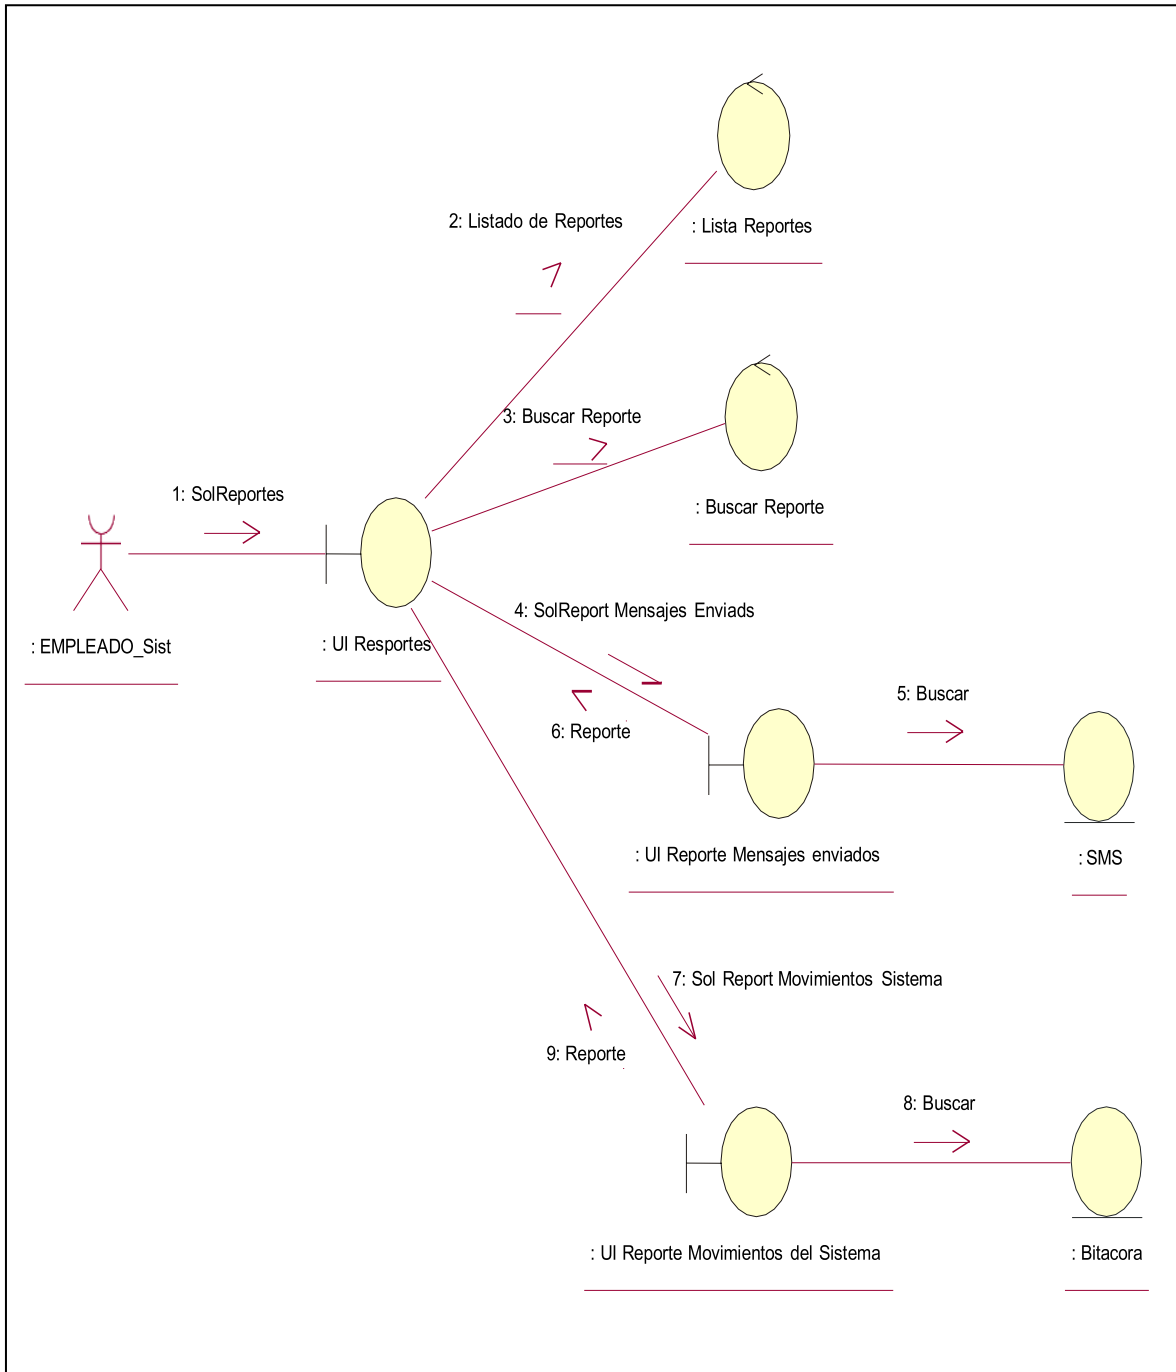 2: Listado de Reportes
: Lista Reportes
3: Buscar Reporte
: Buscar Reporte
1: SolReportes
: EMPLEADO_Sist
: UI Resportes
4: SolReport Mensajes Enviads
6: Reporte
5: Buscar
: UI Reporte Mensajes enviados
: SMS
7: Sol Report Movimientos Sistema
9: Reporte
8: Buscar
: UI Reporte Movimientos del Sistema
: Bitacora